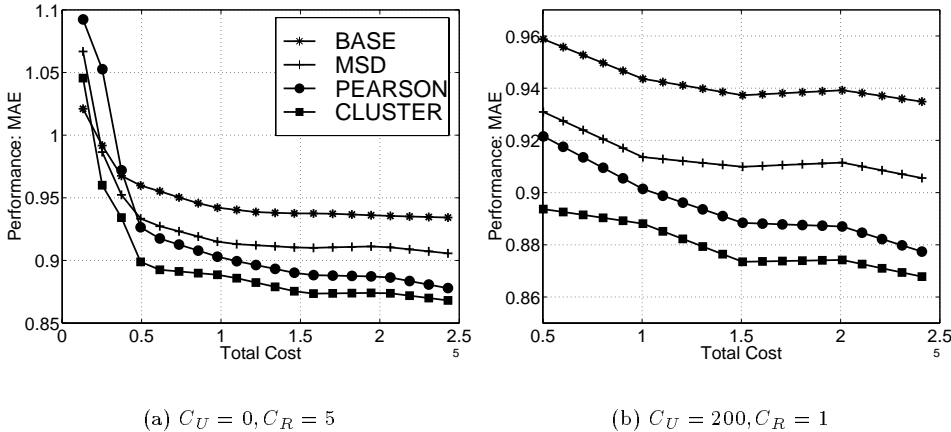 1.1
1.05
1
0.95
0.9
0.85
Performance: MAE
BASE
MSD
PEARSON
CLUSTER
0 0.5 1 1.5 2 2.5
Total Cost
5
(a) C_U = 0, C_R = 5
0.96
0.94
0.92
0.9
0.88
0.86
Performance: MAE
0.5 1 1.5 2 2.5
Total Cost
5
(b) C_U = 200, C_R = 1